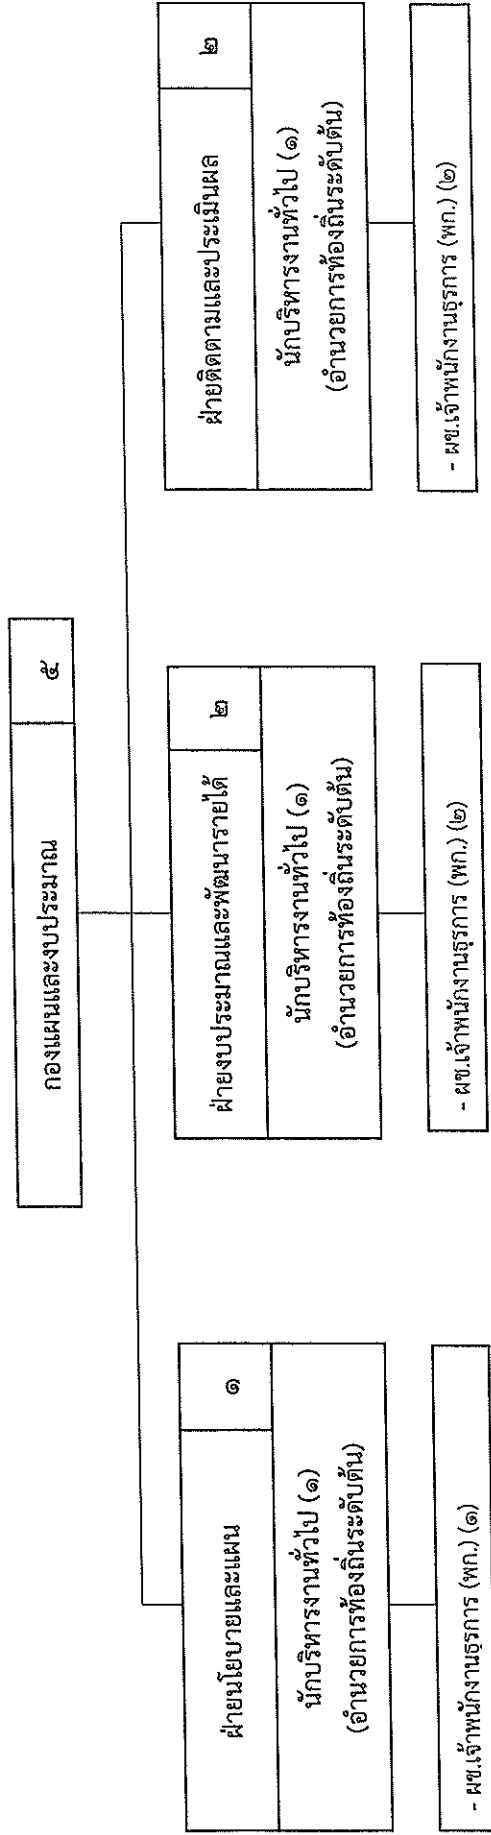 กองแผนและงบประมาณ
๕
ฝ่ายนโยบายและแผน
๑
นักบริหารงานทั่วไป (๑)
(อำนวยการท้องถิ่นระดับต้น)
- ผช.เจ้าพนักงานธุรการ (พก.) (๑)
ฝ่ายงบประมาณและพัฒนารายได้
๒
นักบริหารงานทั่วไป (๑)
(อำนวยการท้องถิ่นระดับต้น)
- ผช.เจ้าพนักงานธุรการ (พก.) (๒)
ฝ่ายติดตามและประเมินผล
๒
นักบริหารงานทั่วไป (๑)
(อำนวยการท้องถิ่นระดับต้น)
- ผช.เจ้าพนักงานธุรการ (พก.) (๒)